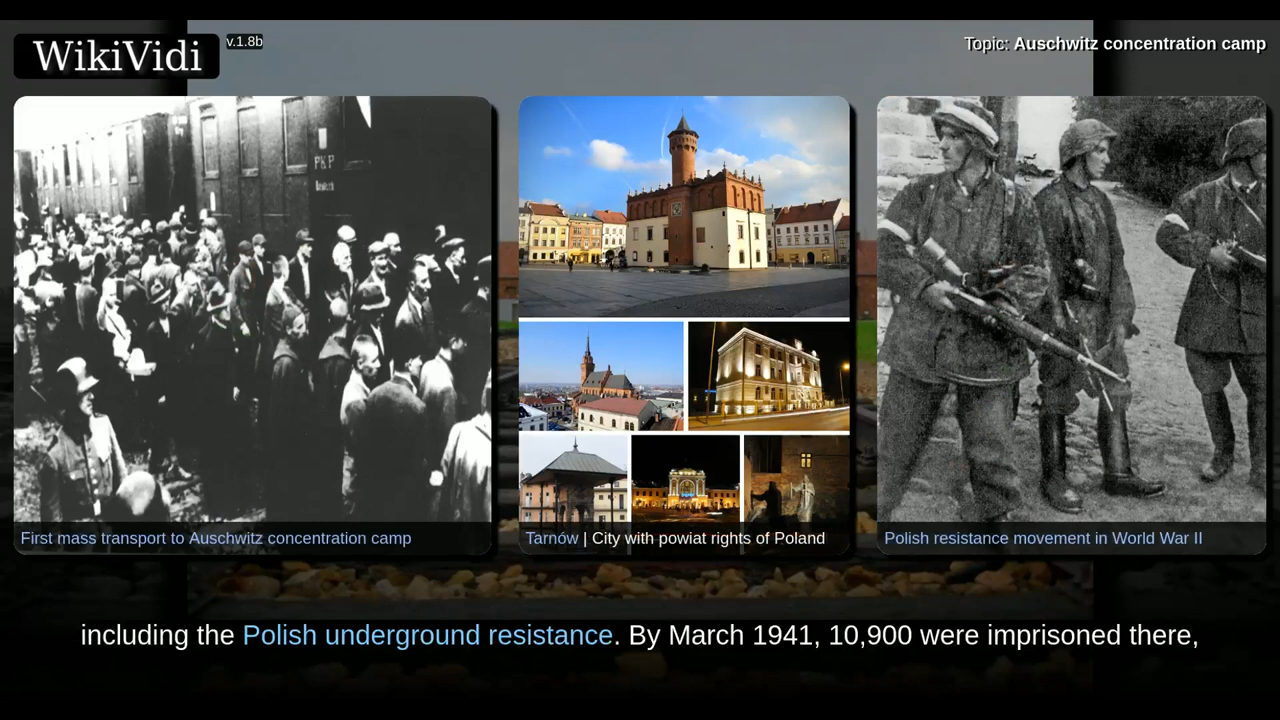 WikiVidi
v.1.8b
Topic: Auschwitz concentration camp
PKP
First mass transport to Auschwitz concentration camp
Tarnów | City with powiat rights of Poland
Polish resistance movement in World War II
including the Polish underground resistance. By March 1941, 10,900 were imprisoned there,